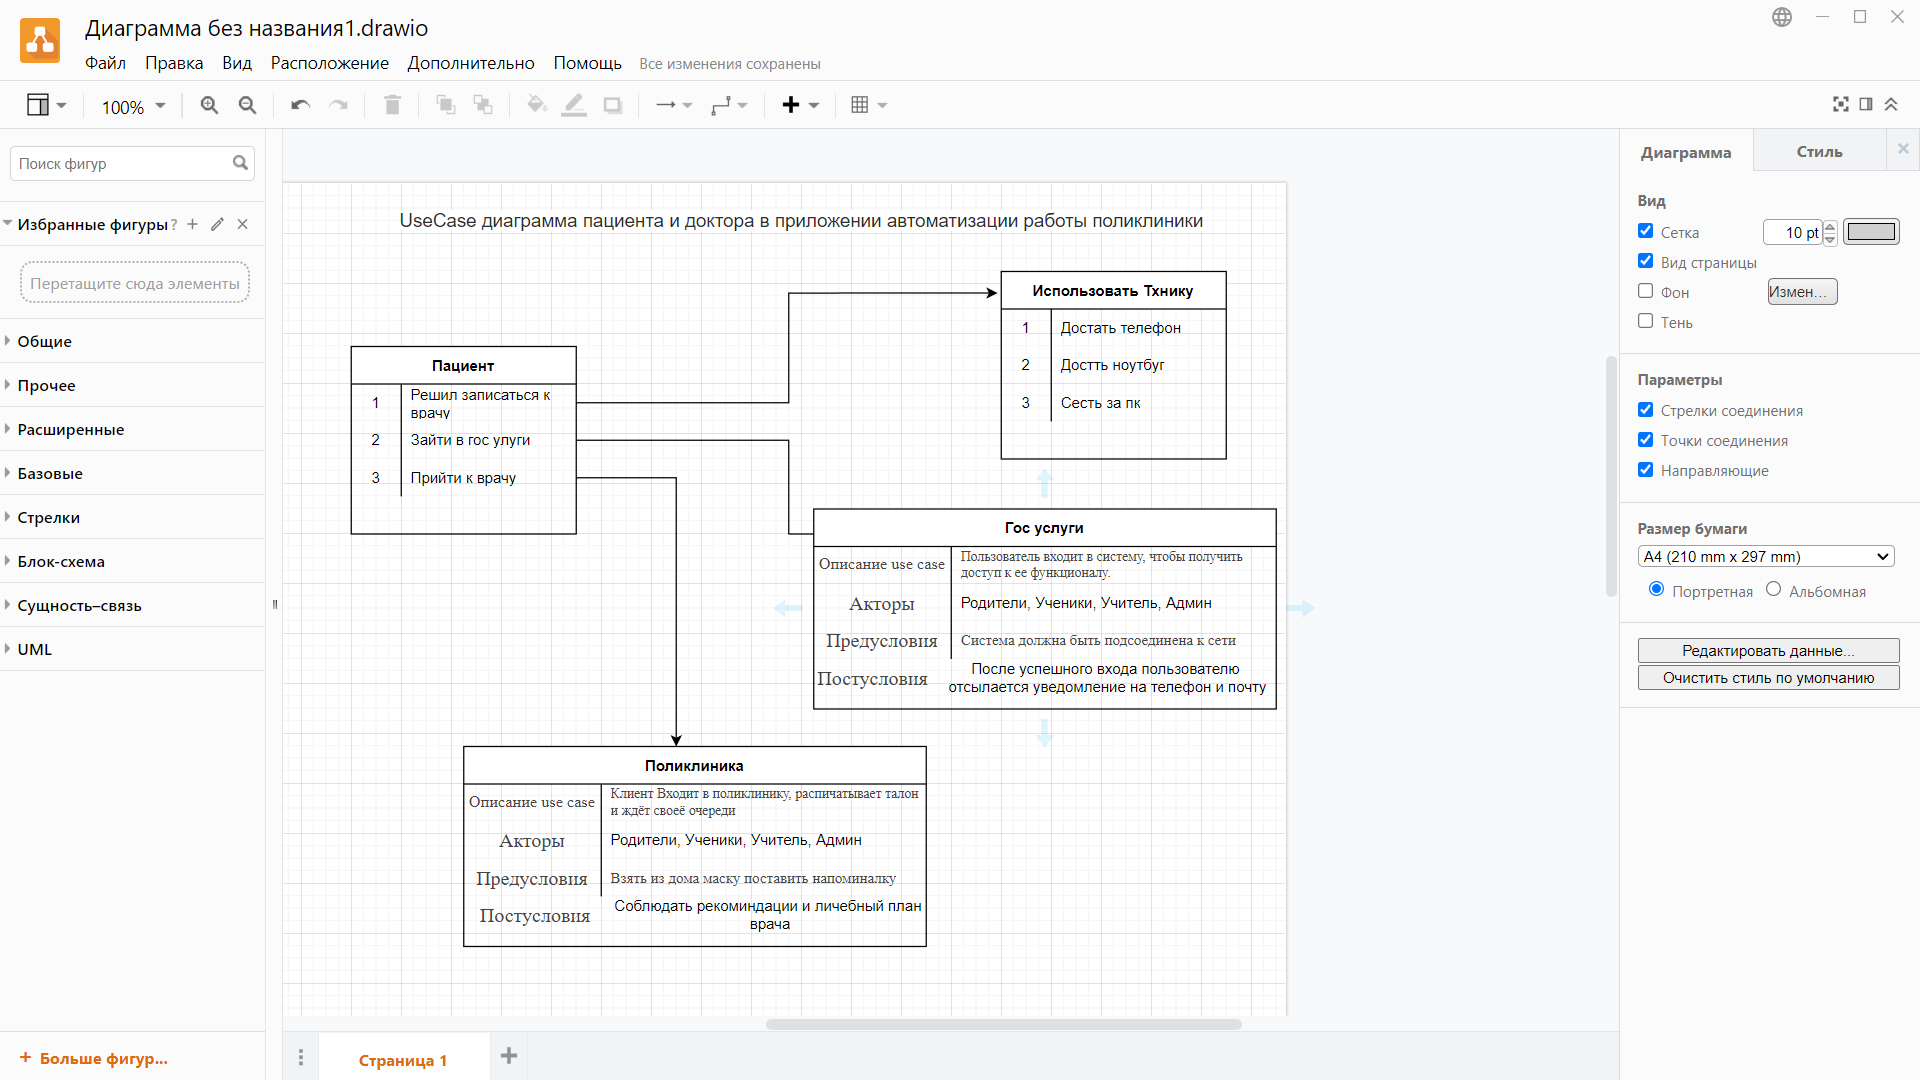 Диаграмма без названия1.drawio
Файл Правка Вид Расположение Дополнительно Помощь Все изменения сохранены
100%
Поиск фигур
Избранные фигуры ?
Перетащите сюда элементы
Общие
Прочее
Расширенные
Базовые
Стрелки
Блок-схема
Сущность–связь
UML
+ Больше фигур...
UseCase диаграмма пациента и доктора в приложении автоматизации работы поликлиники
Использовать Тхнику
1 Достать телефон
2 Достть ноутбуг
3 Сесть за пк
Пациент
1 Решил записаться к
врачу
2 Зайти в гос улуги
3 Прийти к врачу
Гос услуги
Описание use case Пользователь входит в систему, чтобы получить
доступ к ее функционалу.
Акторы Родители, Ученики, Учитель, Админ
Предусловия Система должна быть подсоединена к сети
Постусловия После успешного входа пользователю
отсылается уведомление на телефон и почту
Поликлиника
Описание use case Клиент Входит в поликлинику, распичатывает талон
и ждёт своеё очереди
Акторы Родители, Ученики, Учитель, Админ
Предусловия Взять из дома маску поставить напоминалку
Постусловия Соблюдать рекоминдации и личебный план
врача
Страница 1
Диаграмма Стиль
Вид
Сетка 10 pt
Вид страницы
Фон Измен...
Тень
Параметры
Стрелки соединения
Точки соединения
Направляющие
Размер бумаги
A4 (210 mm x 297 mm)
Портретная Альбомная
Редактировать данные...
Очистить стиль по умолчанию